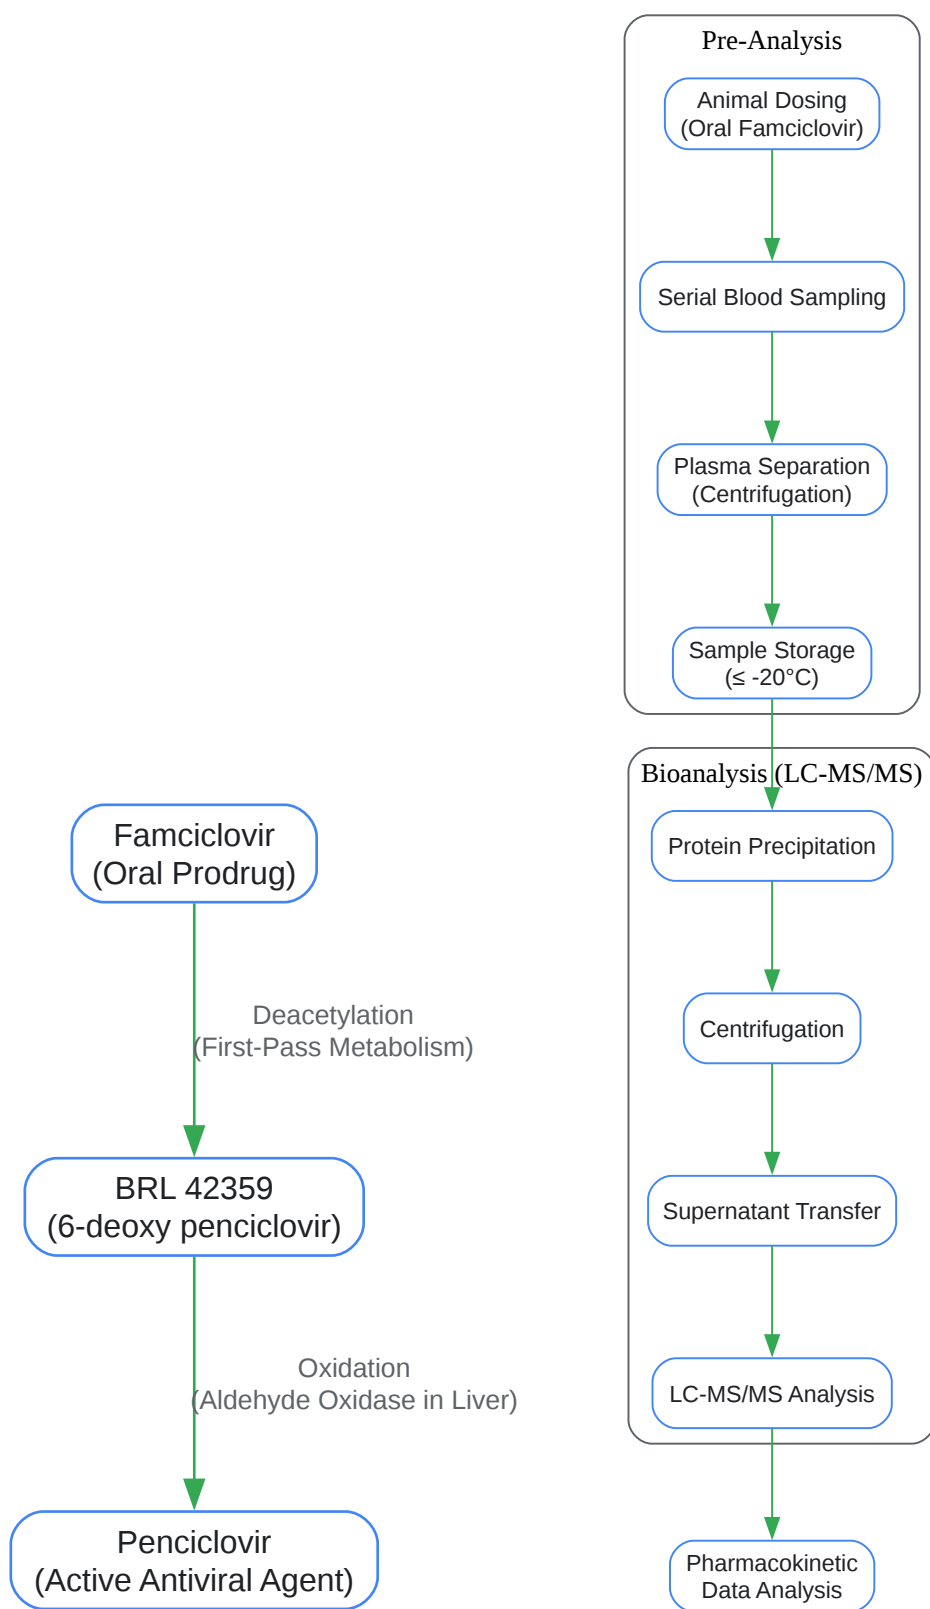 Pre-Analysis
Animal Dosing
(Oral Famciclovir)
Serial Blood Sampling
Plasma Separation
(Centrifugation)
Sample Storage
(≤ -20°C)
Bioanalysis (LC-MS/MS)
Protein Precipitation
Centrifugation
Supernatant Transfer
LC-MS/MS Analysis
Pharmacokinetic
Data Analysis
Famciclovir
(Oral Prodrug)
Deacetylation
(First-Pass Metabolism)
BRL 42359
(6-deoxy penciclovir)
Oxidation
(Aldehyde Oxidase in Liver)
Penciclovir
(Active Antiviral Agent)